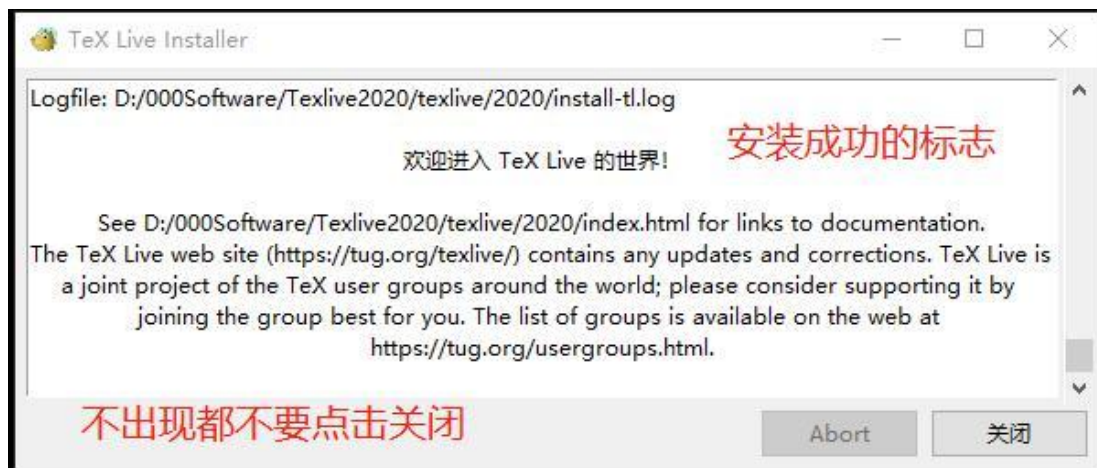 TeX Live Installer
Logfile: D:/000Software/Texlive2020/texlive/2020/install-tl.log
安装成功的标志
欢迎进入 TeX Live 的世界!
See D:/000Software/Texlive2020/texlive/2020/index.html for links to documentation.
The TeX Live web site (https://tug.org/texlive/) contains any updates and corrections. TeX Live is
a joint project of the TeX user groups around the world; please consider supporting it by
joining the group best for you. The list of groups is available on the web at
https://tug.org/usergroups.html.
不出现都不要点击关闭
Abort
关闭